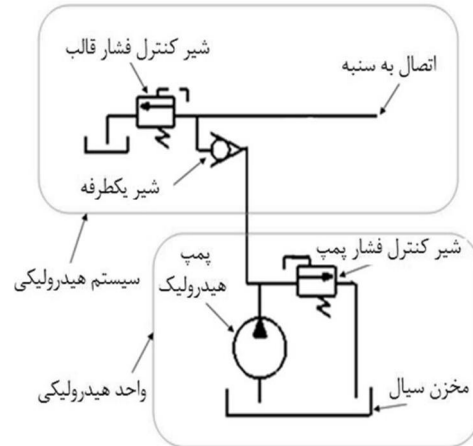 شیر کنترل فشار قالب
اتصال به سنبه
شیر یکطرفه
سیستم هیدرولیکی
پمپ
هیدرولیک
شیر کنترل فشار پمپ
واحد هیدرولیکی
مخزن سیال